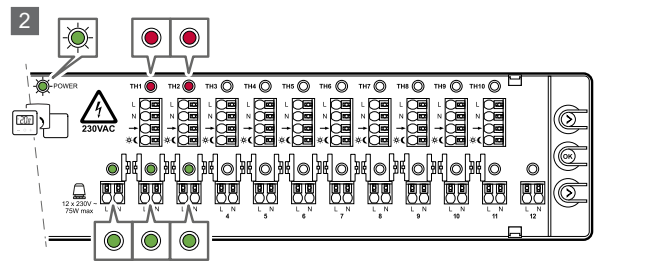 2
POWER
TH1 TH2 TH3 TH4 TH5 TH6 TH7 TH8 TH9 TH10
L
N
230VAC
L L L L L L L L L L
N N N N N N N N N N
OK
12 x 230V ~
75W max
L N L N L N L N L N L N L N L N L N L N L N L N
4 5 6 7 8 9 10 11 12